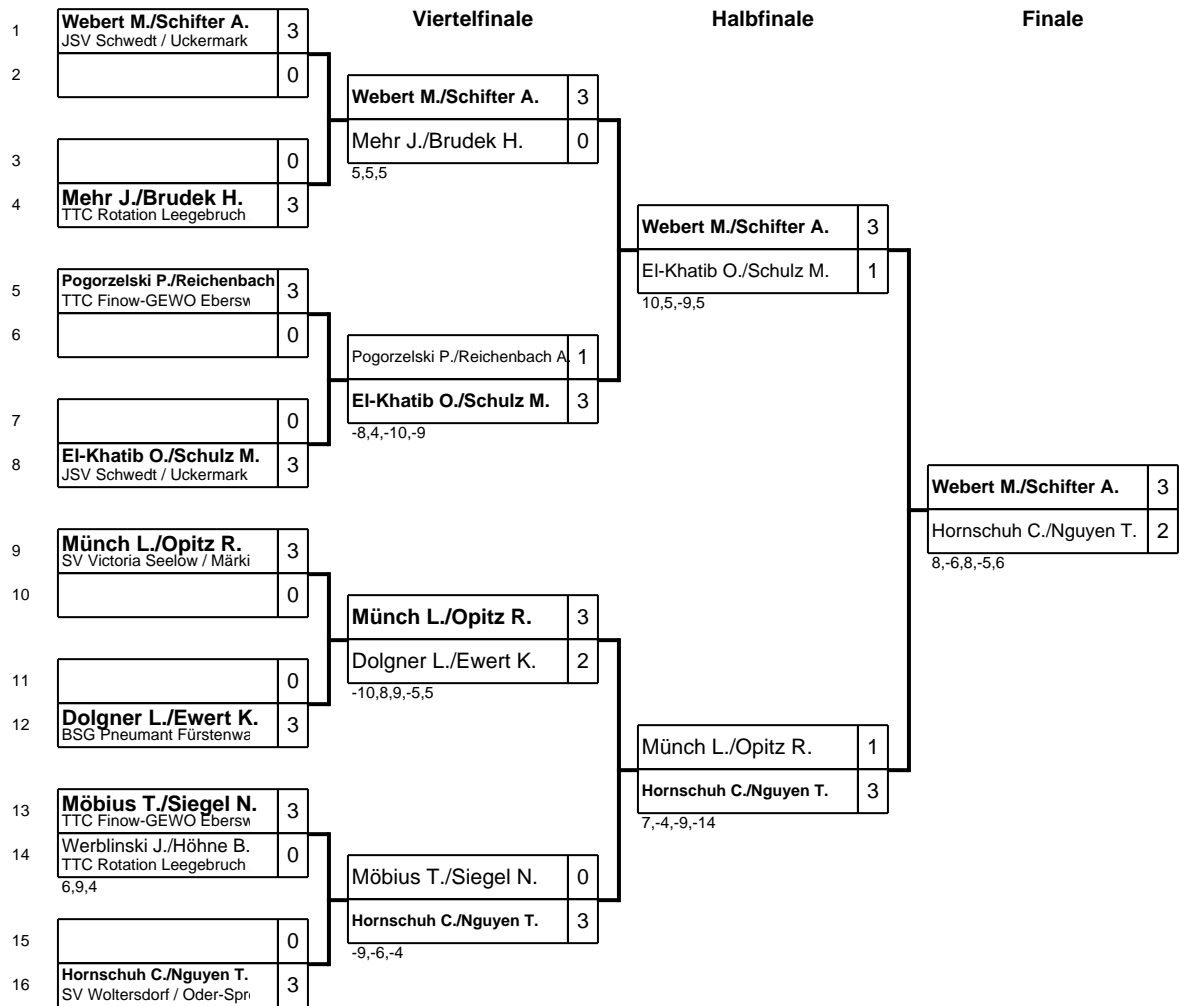 Viertelfinale
Halbfinale
Finale
1
Webert M./Schifter A.
3
JSV Schwedt / Uckermark
2
0
3
0
4
Mehr J./Brudek H.
3
TTC Rotation Leegebruch
5
Pogorzelski P./Reichenbach
3
TTC Finow-GEWO Ebersw
6
0
7
0
8
El-Khatib O./Schulz M.
3
JSV Schwedt / Uckermark
9
Münch L./Opitz R.
3
SV Victoria Seelow / Märki
10
0
11
0
12
Dolgner L./Ewert K.
3
BSG Pneumant Fürstenwa
13
Möbius T./Siegel N.
3
TTC Finow-GEWO Ebersw
14
Werblinski J./Höhne B.
0
TTC Rotation Leegebruch
6,9,4
15
0
16
Hornschuh C./Nguyen T.
3
SV Woltersdorf / Oder-Spr
Webert M./Schifter A.
3
Mehr J./Brudek H.
0
5,5,5
Pogorzelski P./Reichenbach A.
1
El-Khatib O./Schulz M.
3
-8,4,-10,-9
Münch L./Opitz R.
3
Dolgner L./Ewert K.
2
-10,8,9,-5,5
Möbius T./Siegel N.
0
Hornschuh C./Nguyen T.
3
-9,-6,-4
Webert M./Schifter A.
3
El-Khatib O./Schulz M.
1
10,5,-9,5
Münch L./Opitz R.
1
Hornschuh C./Nguyen T.
3
7,-4,-9,-14
Webert M./Schifter A.
3
Hornschuh C./Nguyen T.
2
8,-6,8,-5,6